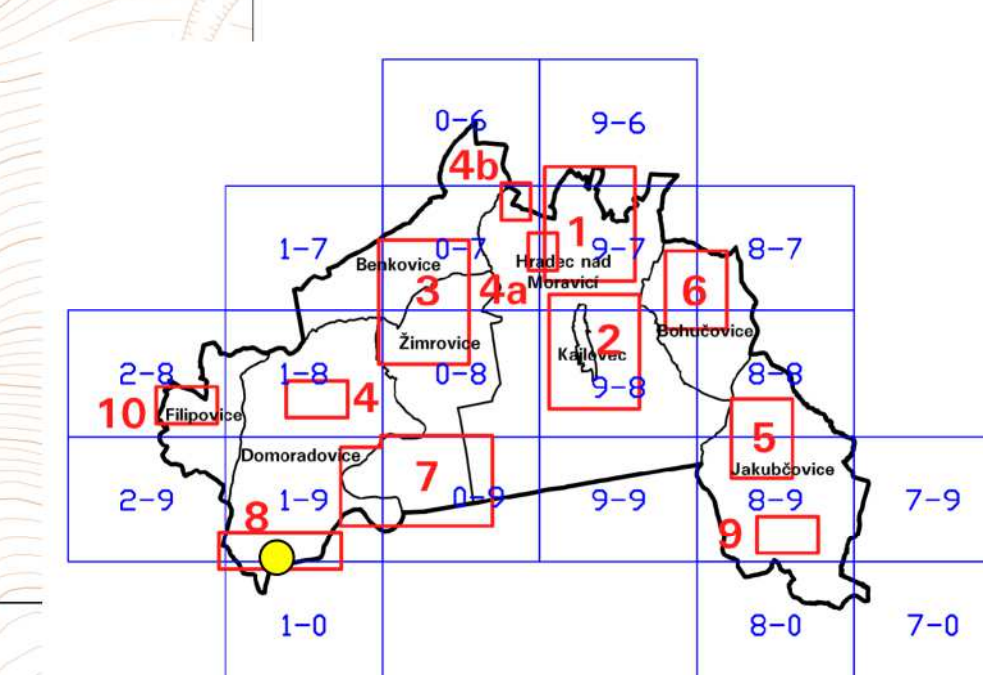 0-6
9-6
4b
1-7
0-7
1
9-7
8-7
Benkovice
Hradec nad
Moravicí
3
4a
6
Žimrovice
2
Bohučovice
Kajlovec
2-8
1-8
0-8
9-8
8-8
10
Filipovice
4
5
Domoradovice
7
Jakubčovice
2-9
1-9
0-9
9-9
8-9
7-9
8
9
1-0
8-0
7-0